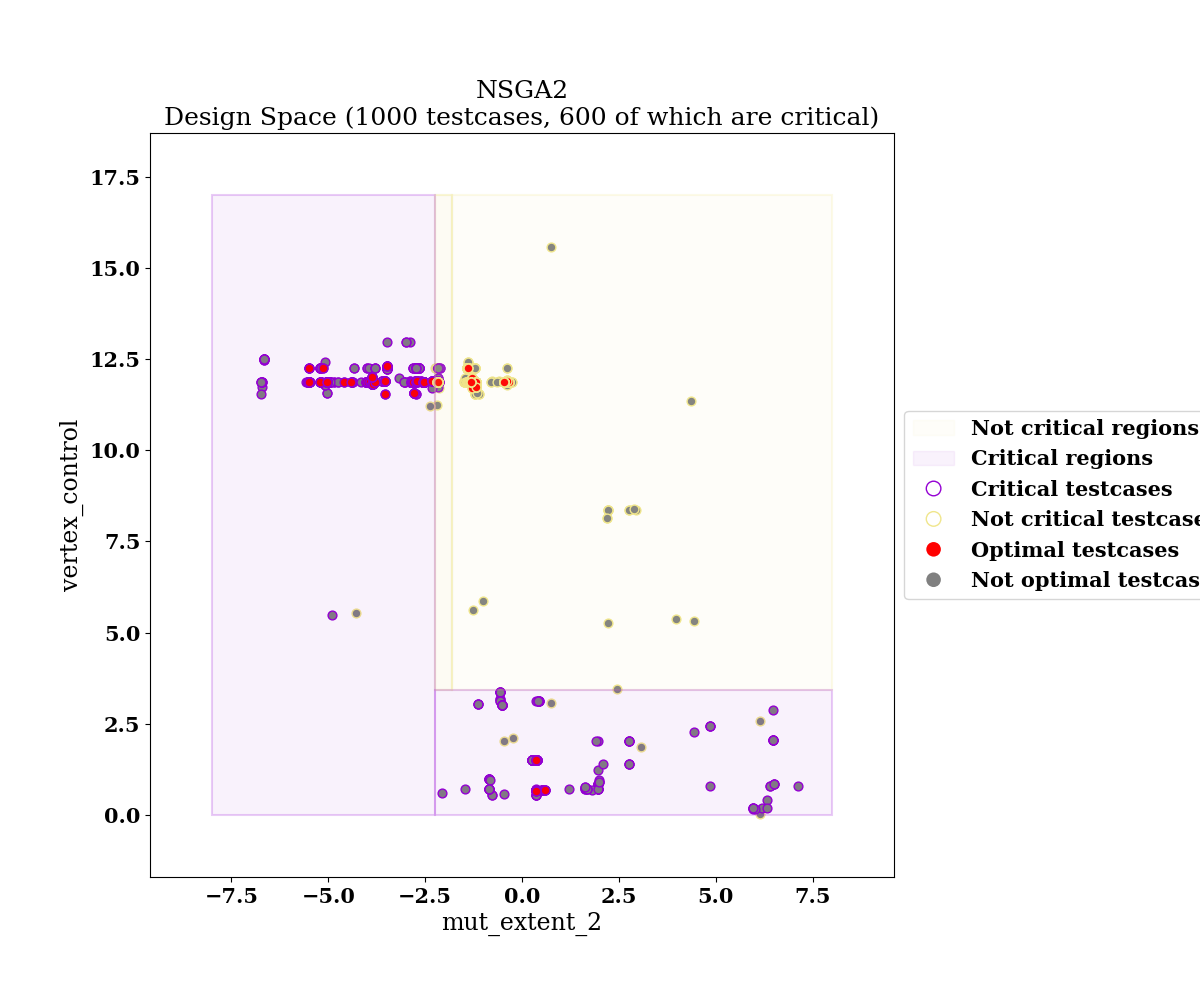 NSGA2
Design Space (1000 testcases, 600 of which are critical)
17.5
15.0
12.5
10.0
7.5
5.0
2.5
0.0
vertex_control
−7.5 −5.0 −2.5 0.0 2.5 5.0 7.5
mut_extent_2
Not critical regions
Critical regions
Critical testcases
Not critical testcase
Optimal testcases
Not optimal testcas